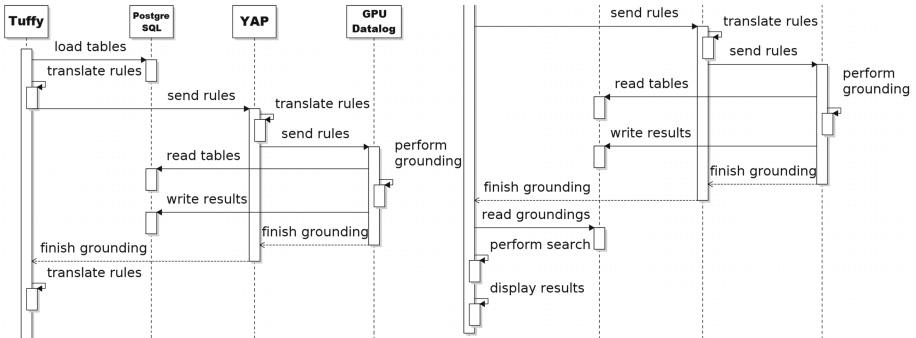 Tuffy
Postgre
SQL
YAP
GPU
Datalog
load tables
translate rules
send rules
translate rules
send rules
perform
grounding
read tables
write results
finish grounding
finish grounding
translate rules
send rules
translate rules
send rules
perform
grounding
read tables
write results
finish grounding
finish grounding
read groundings
perform search
display results